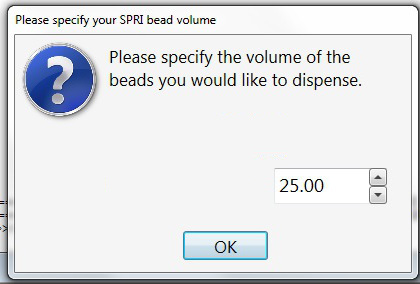 Please specify your SPRI bead volume
Please specify the volume of the
beads you would like to dispense.
25.00
OK